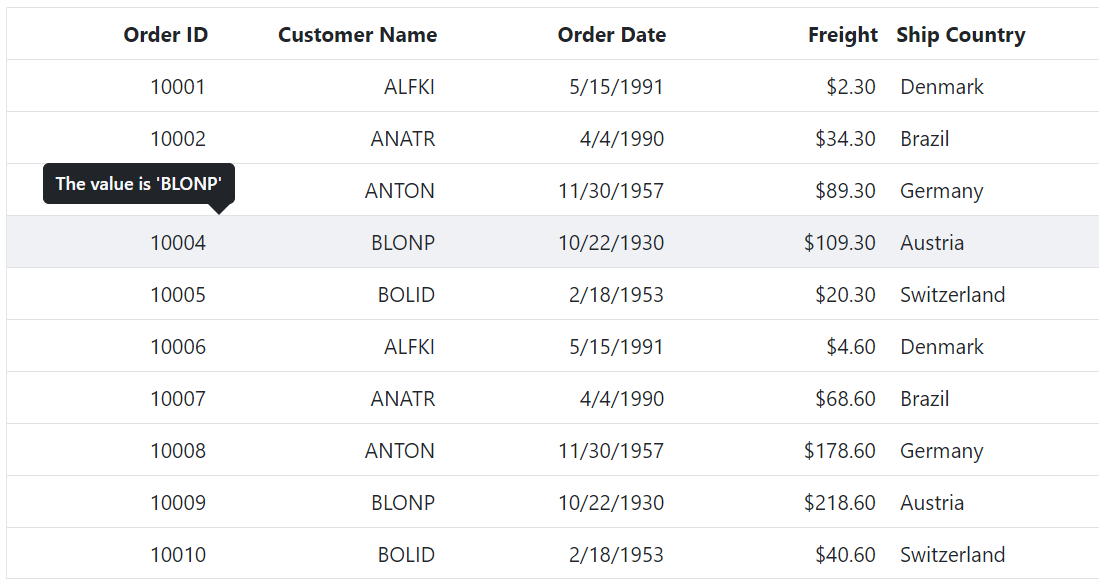 Order ID Customer Name Order Date Freight Ship Country
10001 ALFKI 5/15/1991 $2.30 Denmark
10002 ANATR 4/4/1990 $34.30 Brazil
The value is 'BLONP'
ANTON 11/30/1957 $89.30 Germany
10004 BLONP 10/22/1930 $109.30 Austria
10005 BOLID 2/18/1953 $20.30 Switzerland
10006 ALFKI 5/15/1991 $4.60 Denmark
10007 ANATR 4/4/1990 $68.60 Brazil
10008 ANTON 11/30/1957 $178.60 Germany
10009 BLONP 10/22/1930 $218.60 Austria
10010 BOLID 2/18/1953 $40.60 Switzerland